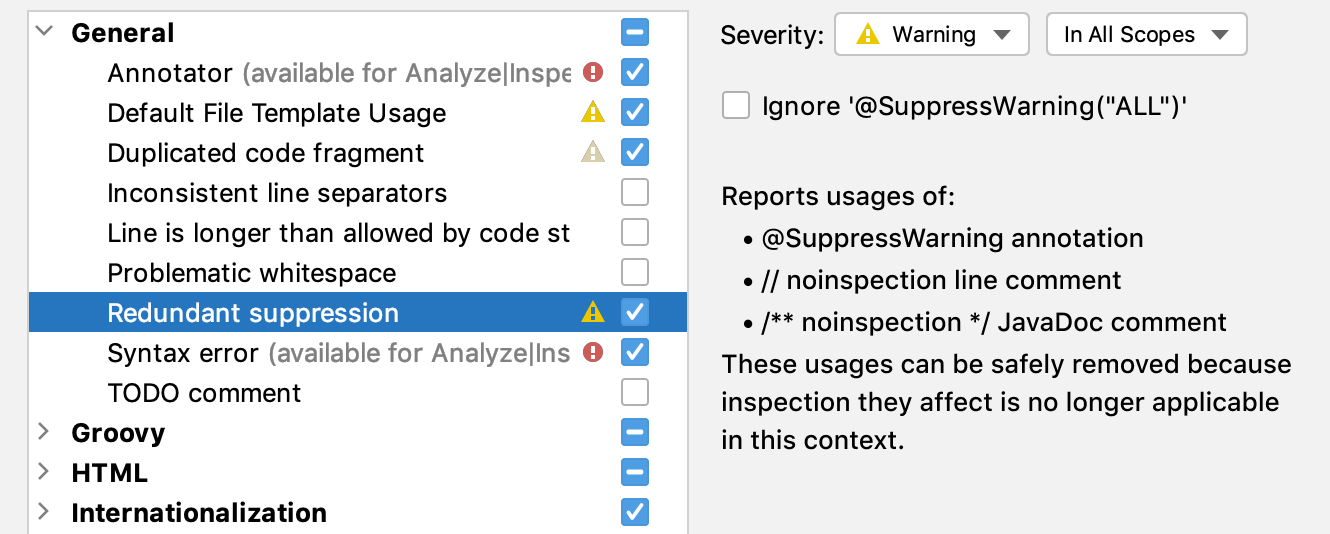 General
Annotator (available for Analyze|Inspe
Default File Template Usage
Duplicated code fragment
Inconsistent line separators
Line is longer than allowed by code st
Problematic whitespace
Redundant suppression
Syntax error (available for Analyze|Ins
TODO comment
Groovy
HTML
Internationalization
Severity: Warning In All Scopes
Ignore '@SuppressWarning("ALL")'
Reports usages of:
• @SuppressWarning annotation
• // noinspection line comment
• /** noinspection */ JavaDoc comment
These usages can be safely removed because
inspection they affect is no longer applicable
in this context.